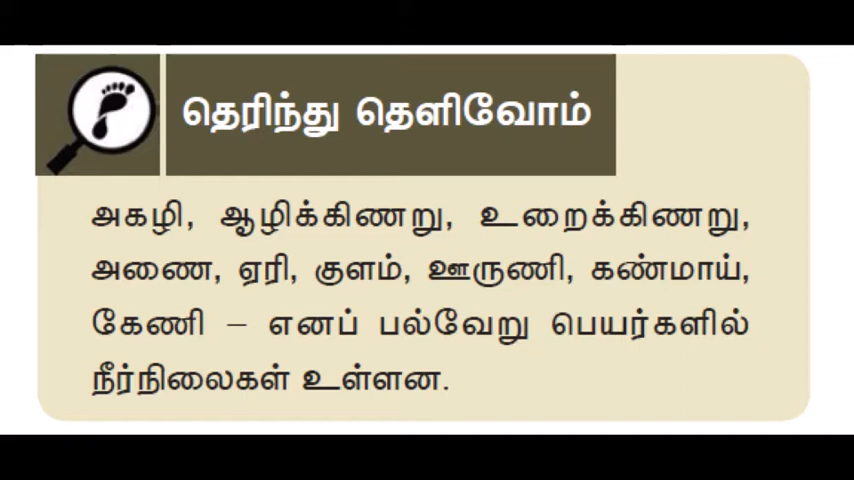 தெரிந்து தெளிவோம்
அகழி, ஆழிக்கிணறு, உறைக்கிணறு,
அணை, ஏரி, குளம், ஊருணி, கண்மாய்,
கேணி – எனப் பல்வேறு பெயர்களில்
நீர்நிலைகள் உள்ளன.